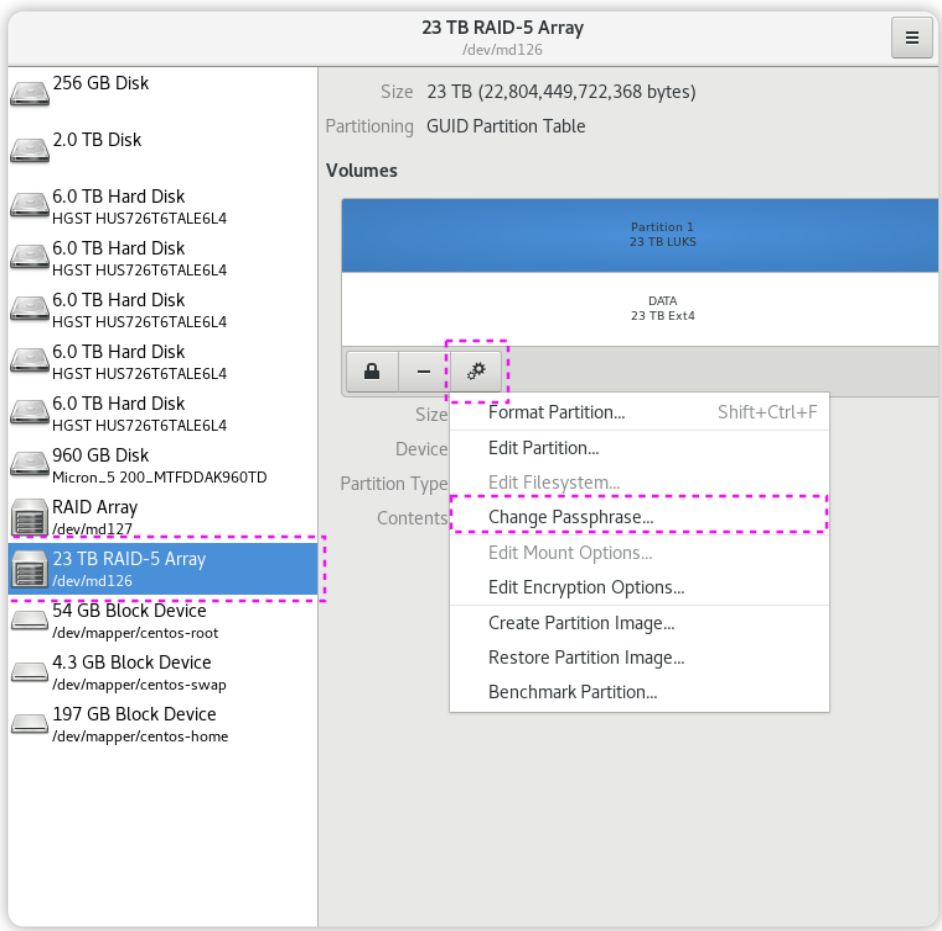 23 TB RAID-5 Array
/dev/md126
256 GB Disk
2.0 TB Disk
6.0 TB Hard Disk
HGST HUS726T6TALE6L4
6.0 TB Hard Disk
HGST HUS726T6TALE6L4
6.0 TB Hard Disk
HGST HUS726T6TALE6L4
6.0 TB Hard Disk
HGST HUS726T6TALE6L4
6.0 TB Hard Disk
HGST HUS726T6TALE6L4
960 GB Disk
Micron_5 200_MTFDDAK960TD
RAID Array
/dev/md127
23 TB RAID-5 Array
/dev/md126
54 GB Block Device
/dev/mapper/centos-root
4.3 GB Block Device
/dev/mapper/centos-swap
197 GB Block Device
/dev/mapper/centos-home
Size 23 TB (22,804,449,722,368 bytes)
Partitioning GUID Partition Table
Volumes
Partition 1
23 TB LUKS
DATA
23 TB Ext4
Size
Device
Partition Type
Contents
Format Partition... Shift+Ctrl+F
Edit Partition...
Edit Filesystem...
Change Passphrase...
Edit Mount Options...
Edit Encryption Options...
Create Partition Image...
Restore Partition Image...
Benchmark Partition...